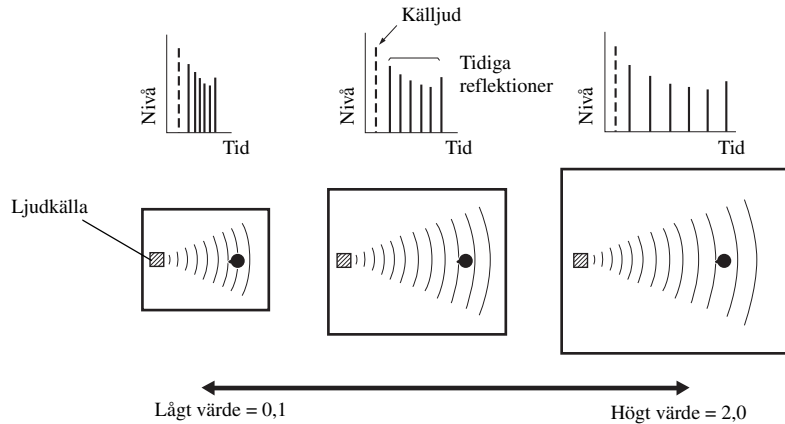 Källjud
Tidiga
reflektioner
Nivå
Tid
Nivå
Tid
Nivå
Tid
Ljudkälla
Lågt värde = 0,1
Högt värde = 2,0